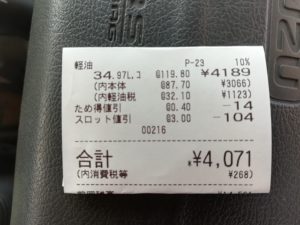 軽油 P-23 10%
34.97L,コ @119.80 ¥4189
(内本体 @87.70 ¥3066)
(内軽油税 @32.10 ¥1123)
ため得値引 @0.40 -14
スロット値引 @3.00 -104
00216
合計 ¥4,071
(内消費税等 ¥268)